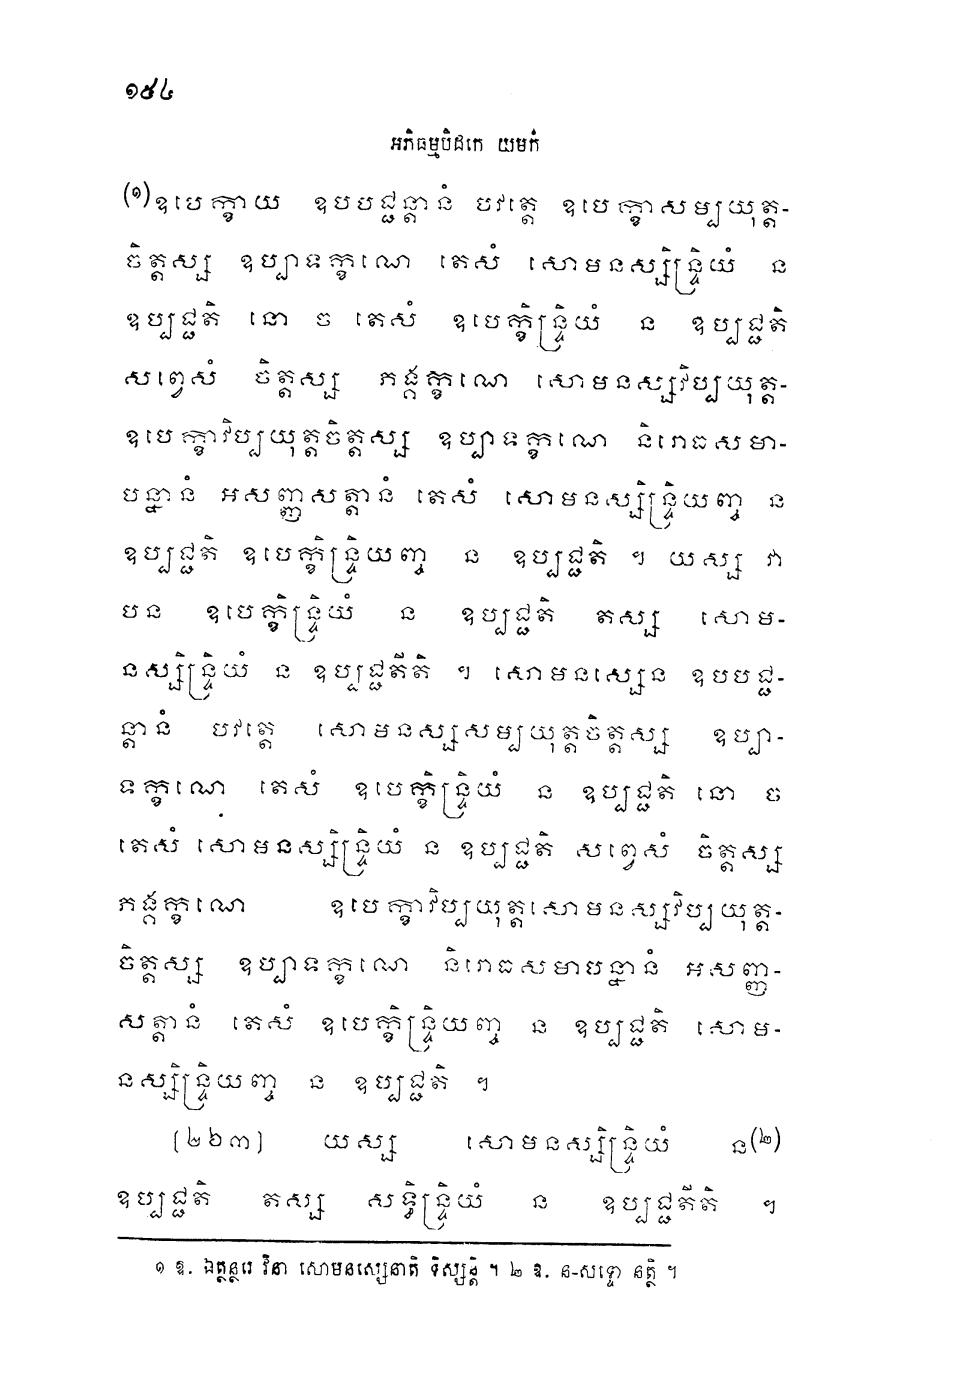 ១៥៤
អភិធម្មបិដកេ យមកំ
(១)ឧបេក្ខាយ ឧបបជ្ជន្តានំ បវត្តេ ឧបេក្ខាសម្បយុត្ត-
ចិត្តស្ស ឧប្បាទក្ខណេ តេសំ សោមនស្សិន្ទ្រិយំ ន
ឧប្បជ្ជតិ នោ ច តេសំ ឧបេក្ខិន្ទ្រិយំ ន ឧប្បជ្ជតិ
សព្វេសំ ចិត្តស្ស ភង្គក្ខណេ សោមនស្សវិប្បយុត្ត-
ឧបេក្ខាវិប្បយុត្តចិត្តស្ស ឧប្បាទក្ខណេ និរោធសមា-
បន្នានំ អសញ្ញសត្តានំ តេសំ សោមនស្សិន្ទ្រិយញ្ច ន
ឧប្បជ្ជតិ ឧបេក្ខិន្ទ្រិយញ្ច ន ឧប្បជ្ជតិ ។ យស្ស វា
បន ឧបេក្ខិន្ទ្រិយំ ន ឧប្បជ្ជតិ តស្ស សោម-
នស្សិន្ទ្រិយំ ន ឧប្បជ្ជតីតិ ។ សោមនស្សេន ឧបបជ្ជ-
ន្តានំ បវត្តេ សោមនស្សសម្បយុត្តចិត្តស្ស ឧប្បា-
ទក្ខណេ តេសំ ឧបេក្ខិន្ទ្រិយំ ន ឧប្បជ្ជតិ នោ ច
តេសំ សោមនស្សិន្ទ្រិយំ ន ឧប្បជ្ជតិ សព្វេសំ ចិត្តស្ស
ភង្គក្ខណេ ឧបេក្ខាវិប្បយុត្តសោមនស្សវិប្បយុត្ត-
ចិត្តស្ស ឧប្បាទក្ខណេ និរោធសមាបន្នានំ អសញ្ញ-
សត្តានំ តេសំ ឧបេក្ខិន្ទ្រិយញ្ច ន ឧប្បជ្ជតិ សោម-
នស្សិន្ទ្រិយញ្ច ន ឧប្បជ្ជតិ ។
[២៦៣] យស្ស សោមនស្សិន្ទ្រិយំ ន(២)
ឧប្បជ្ជតិ តស្ស សទ្ធិន្ទ្រិយំ ន ឧប្បជ្ជតីតិ ។
១ ឱ. ឯត្ថន្តរេ វិនា សោមនស្សេនាតិ ទិស្សន្តិ ។ ២ ឱ. ន-សទ្ទោ នត្ថិ ។